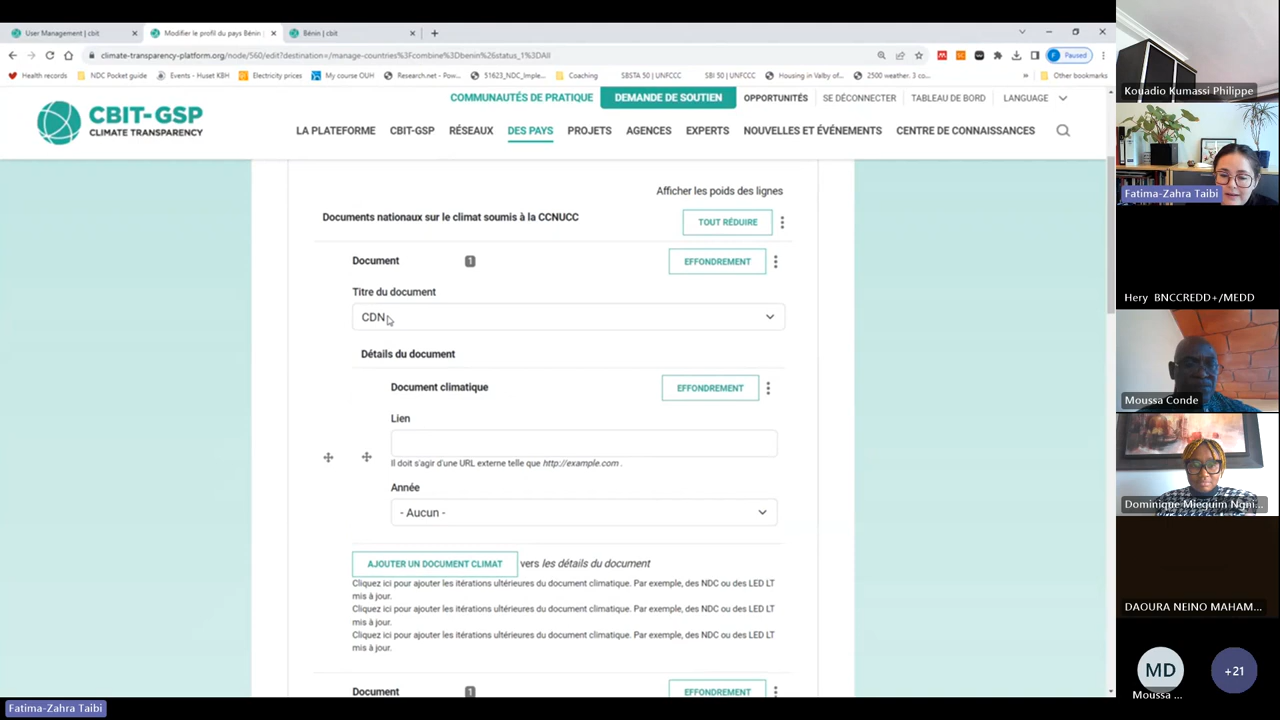 User Management | cbit
Modifier le profil du pays Bénin |
Bénin | cbit
climate-transparency-platform.org/node/560/edit?destination=/manage-countries%3Fcombine%3Dbenin%26status_1%3DAll
Paused
Health records
NDC Pocket guide
Events - Huset KBH
Electricity prices
My course OUH
Research.net - Pow...
51623_NDC_Imple...
Coaching
SBSTA 50 | UNFCCC
SBI 50 | UNFCCC
Housing in Valby of...
2500 weather. 3 co...
»
Other bookmarks
CBIT-GSP
CLIMATE TRANSPARENCY
COMMUNAUTÉS DE PRATIQUE
DEMANDE DE SOUTIEN
OPPORTUNITÉS
SE DÉCONNECTER
TABLEAU DE BORD
LANGUAGE
LA PLATEFORME
CBIT-GSP
RÉSEAUX
DES PAYS
PROJETS
AGENCES
EXPERTS
NOUVELLES ET ÉVÉNEMENTS
CENTRE DE CONNAISSANCES
Afficher les poids des lignes
Documents nationaux sur le climat soumis à la CCNUCC
TOUT RÉDUIRE
Document 1
EFFONDREMENT
Titre du document
CDN
Détails du document
Document climatique
EFFONDREMENT
Lien
Il doit s'agir d'une URL externe telle que http://example.com .
Année
- Aucun -
AJOUTER UN DOCUMENT CLIMAT vers les détails du document
Cliquez ici pour ajouter les itérations ultérieures du document climatique. Par exemple, des NDC ou des LED LT
mis à jour.
Cliquez ici pour ajouter les itérations ultérieures du document climatique. Par exemple, des NDC ou des LED LT
mis à jour.
Cliquez ici pour ajouter les itérations ultérieures du document climatique. Par exemple, des NDC ou des LED LT
mis à jour.
Document 1
EFFONDREMENT
Kouadio Kumassi Philippe
Fatima-Zahra Taibi
Hery BNCCREDD+/MEDD
Moussa Conde
Dominique Mieguim Ngni...
DAOURA NEINO MAHAM...
MD
Moussa ...
+21
Fatima-Zahra Taibi